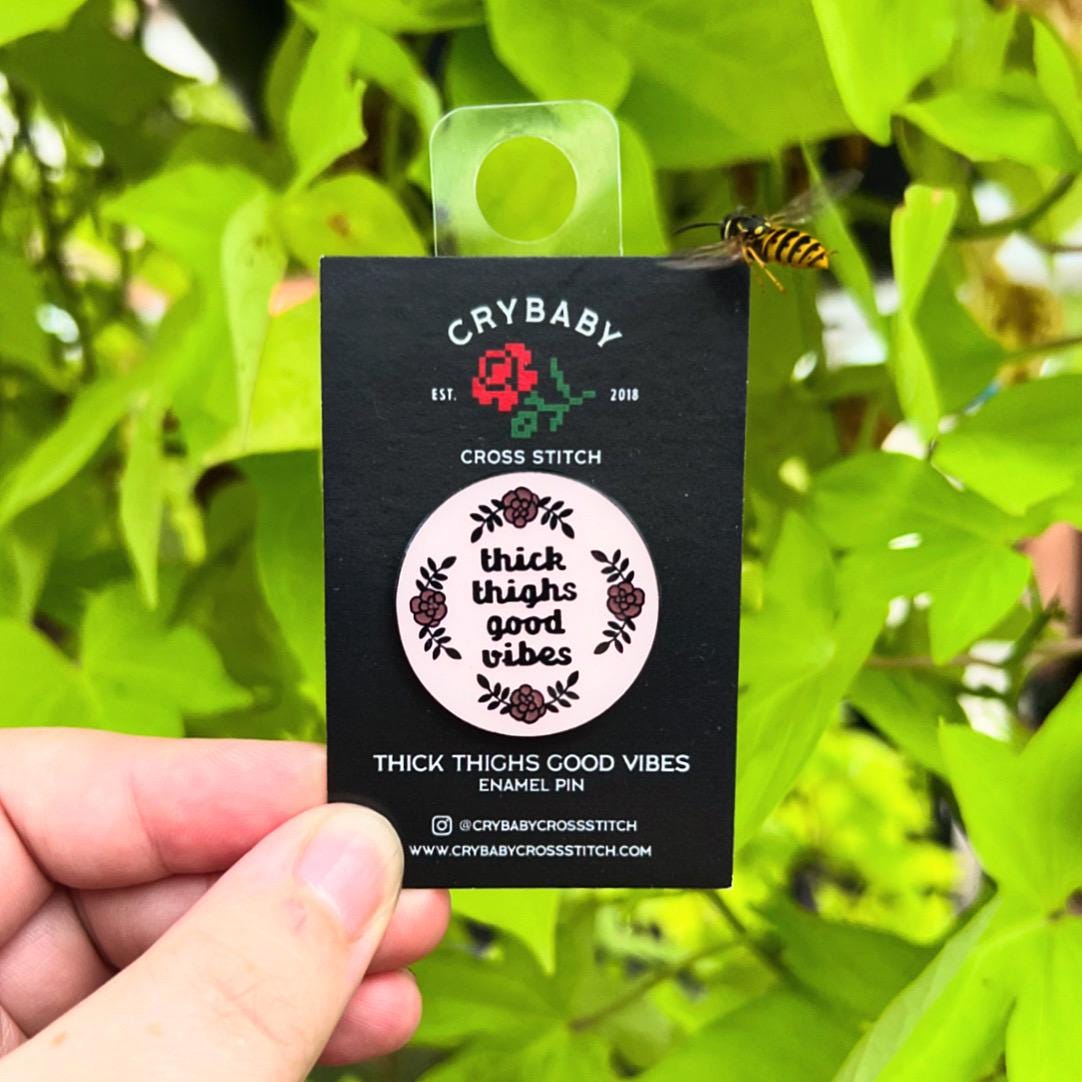 CRYBABY
EST. 2018
CROSS STITCH
thick
thighs
good
vibes
THICK THIGHS GOOD VIBES
ENAMEL PIN
@CRYBABYCROSSSTITCH
WWW.CRYBABYCROSSSTITCH.COM